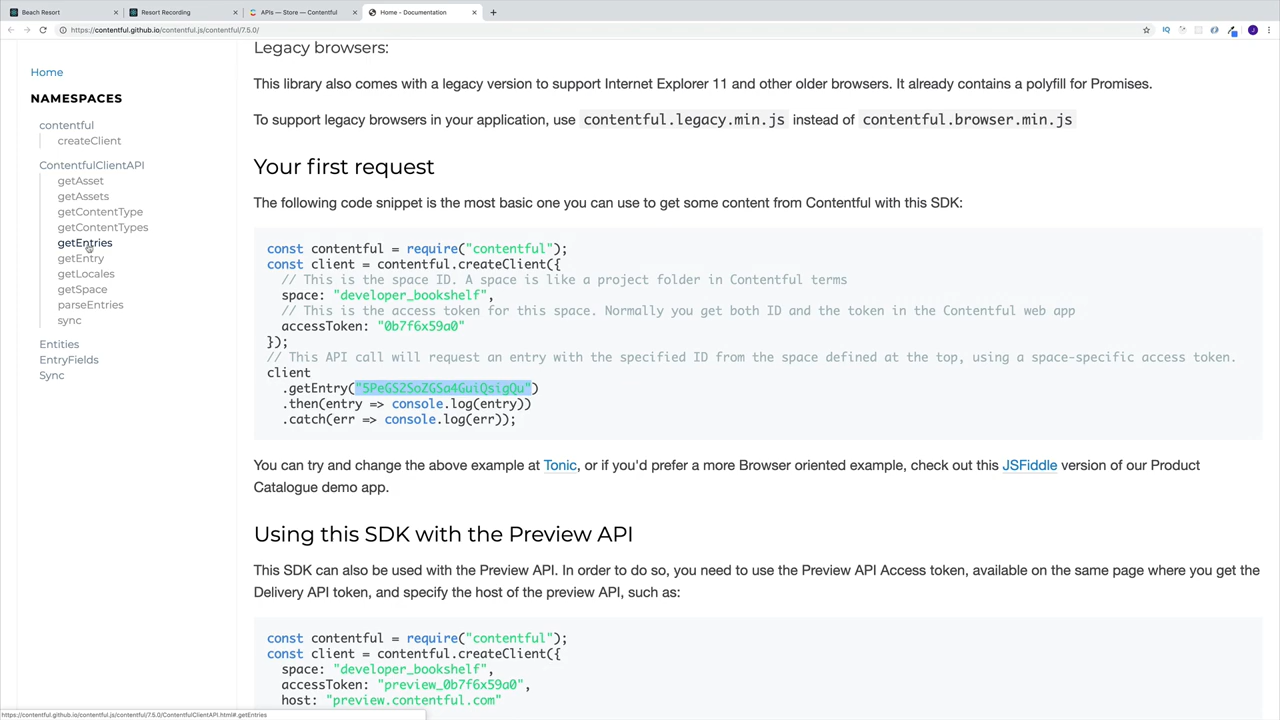 Beach Resort
Resort Recording
APIs — Store — Contentful
Home - Documentation
https://contentful.github.io/contentful.js/contentful/7.5.0/
Home
NAMESPACES
contentful
createClient
ContentfulClientAPI
getAsset
getAssets
getContentType
getContentTypes
getEntries
getEntry
getLocales
getSpace
parseEntries
sync
Entities
EntryFields
Sync
Legacy browsers:
This library also comes with a legacy version to support Internet Explorer 11 and other older browsers. It already contains a polyfill for Promises.
To support legacy browsers in your application, use contentful.legacy.min.js instead of contentful.browser.min.js
Your first request
The following code snippet is the most basic one you can use to get some content from Contentful with this SDK:
const contentful = require("contentful");
const client = contentful.createClient({
// This is the space ID. A space is like a project folder in Contentful terms
space: "developer_bookshelf",
// This is the access token for this space. Normally you get both ID and the token in the Contentful web app
accessToken: "0b7f6x59a0"
});
// This API call will request an entry with the specified ID from the space defined at the top, using a space-specific access token.
client
.getEntry("5PeGS2SoZGSa4GuiQsigQu")
.then(entry => console.log(entry))
.catch(err => console.log(err));
You can try and change the above example at Tonic, or if you'd prefer a more Browser oriented example, check out this JSFiddle version of our Product
Catalogue demo app.
Using this SDK with the Preview API
This SDK can also be used with the Preview API. In order to do so, you need to use the Preview API Access token, available on the same page where you get the
Delivery API token, and specify the host of the preview API, such as:
const contentful = require("contentful");
const client = contentful.createClient({
space: "developer_bookshelf",
accessToken: "preview_0b7f6x59a0",
host: "preview.contentful.com"
https://contentful.github.io/contentful.js/contentful/7.5.0/ContentfulClientAPI.html#.getEntries